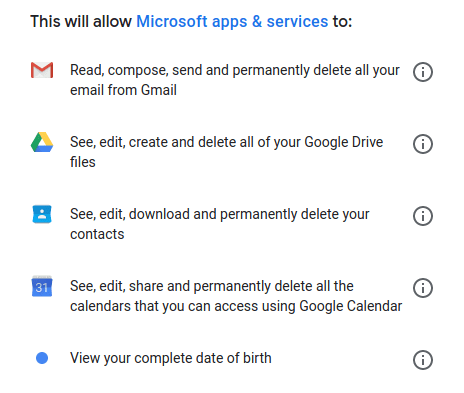 This will allow Microsoft apps & services to:
Read, compose, send and permanently delete all your
email from Gmail
See, edit, create and delete all of your Google Drive
files
See, edit, download and permanently delete your
contacts
31
See, edit, share and permanently delete all the
calendars that you can access using Google Calendar
View your complete date of birth